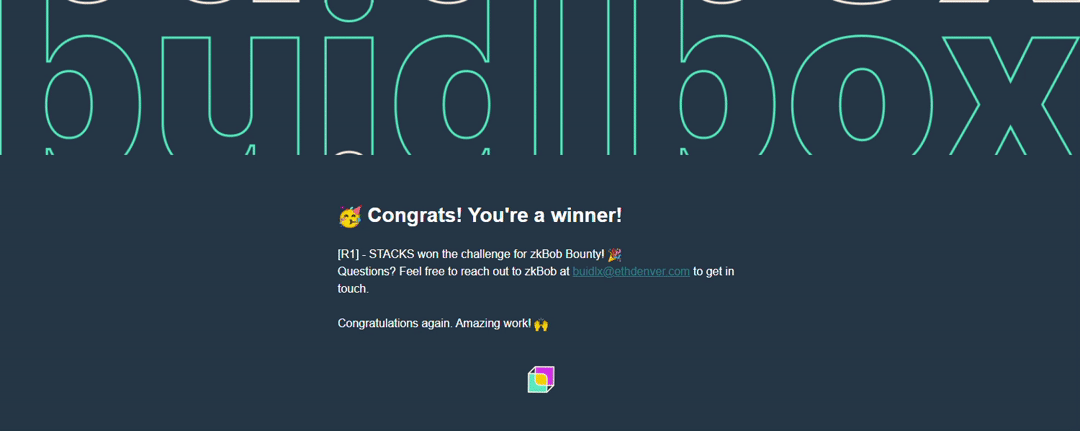 buidlbox
🥳 Congrats! You're a winner!
[R1] - STACKS won the challenge for zkBob Bounty! 🎉
Questions? Feel free to reach out to zkBob at buidlx@ethdenver.com to get in
touch.
Congratulations again. Amazing work! 🙌